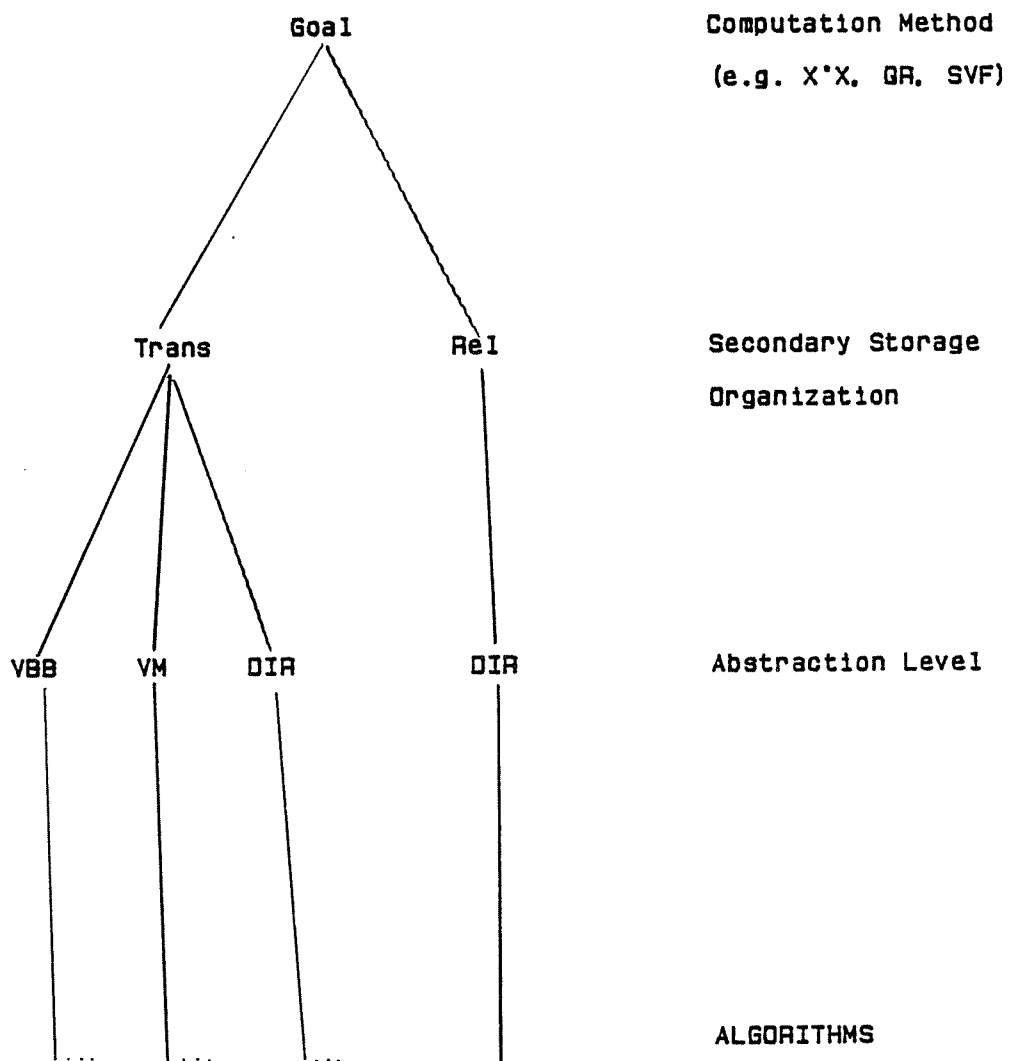 Goal
Computation Method
(e.g. X'X. QR. SVF)
Trans
Rel
Secondary Storage
Organization
VBB
VM
DIR
DIR
Abstraction Level
ALGORITHMS